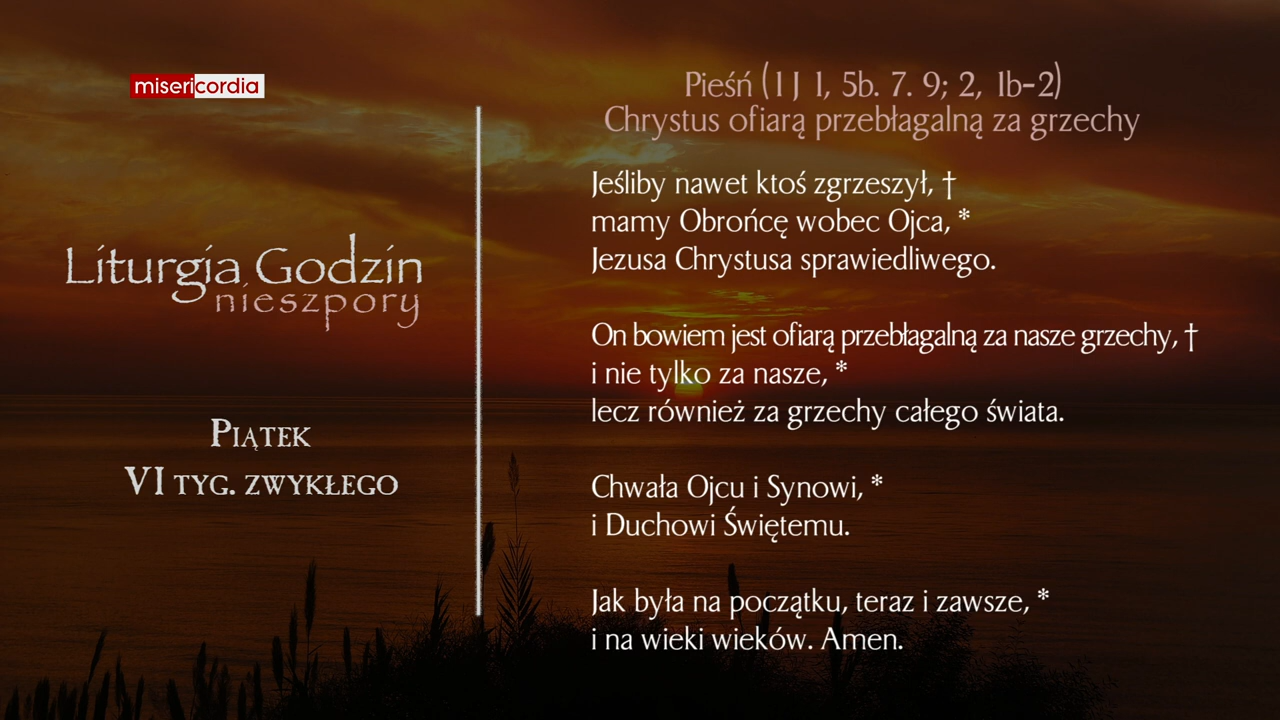 misericordia
Liturgia Godzin
nieszpory
Piątek
VI tyg. zwykłego
Pieśń (1 J 1, 5b. 7. 9; 2, 1b-2)
Chrystus ofiarą przebłagalną za grzechy
Jeśliby nawet ktoś zgrzeszył, †
mamy Obrońcę wobec Ojca, *
Jezusa Chrystusa sprawiedliwego.
On bowiem jest ofiarą przebłagalną za nasze grzechy, †
i nie tylko za nasze, *
lecz również za grzechy całego świata.
Chwała Ojcu i Synowi, *
i Duchowi Świętemu.
Jak była na początku, teraz i zawsze, *
i na wieki wieków. Amen.